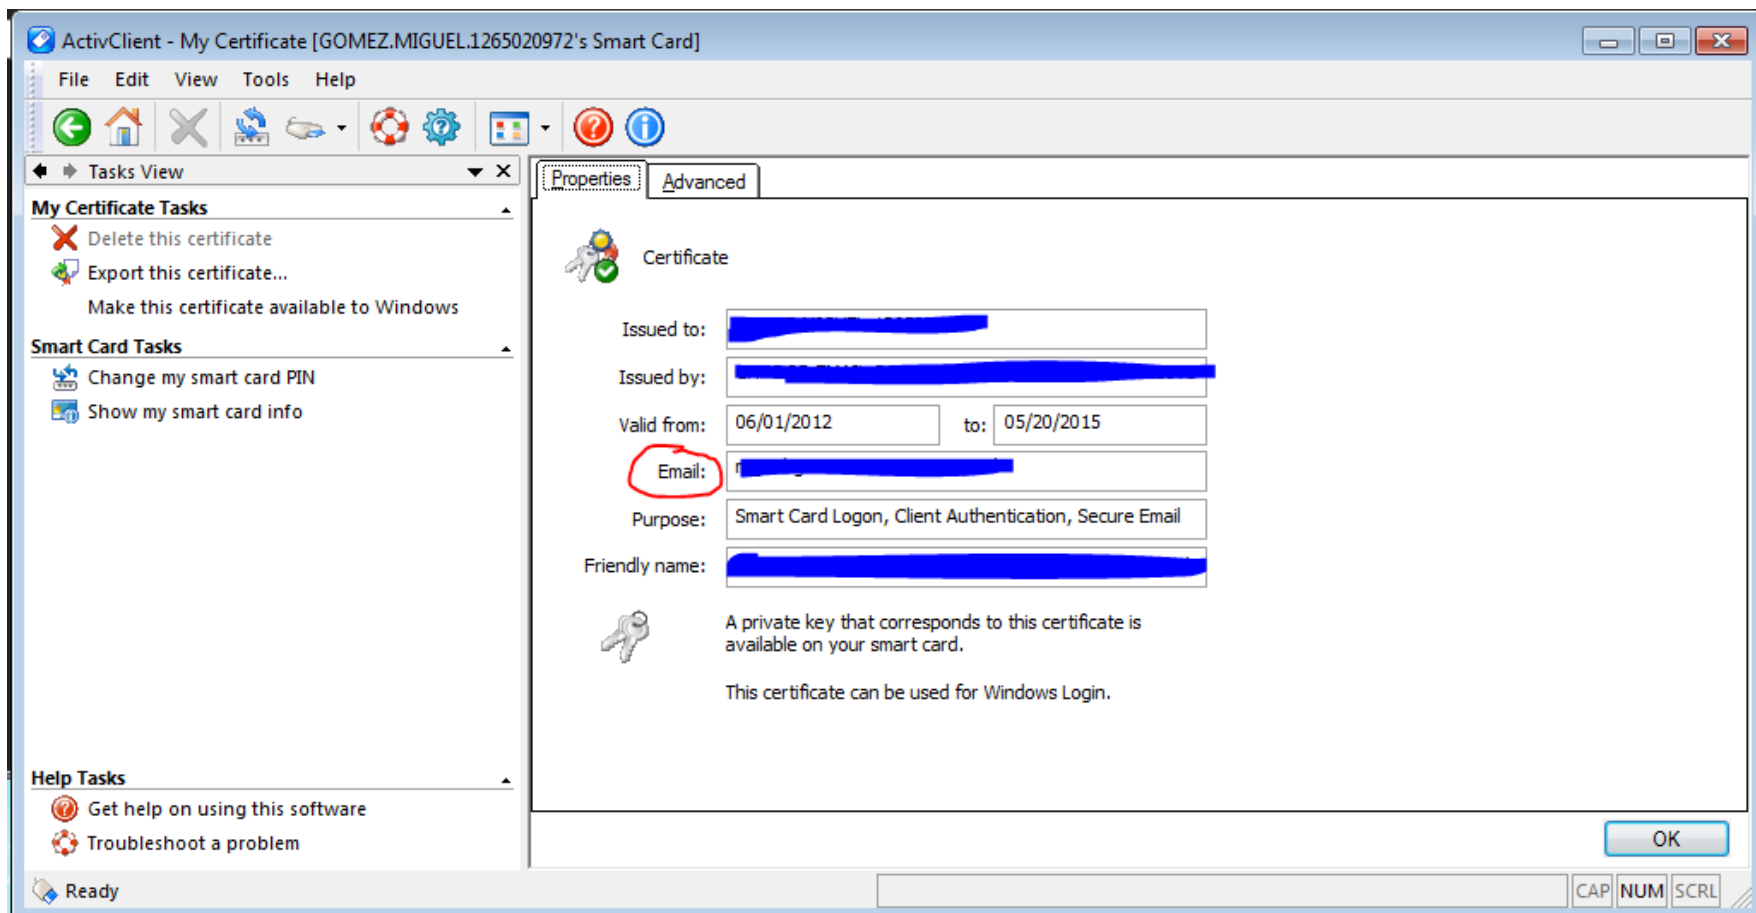 ActivClient - My Certificate [GOMEZ.MIGUEL.1265020972's Smart Card]
File Edit View Tools Help
Tasks View
My Certificate Tasks
Delete this certificate
Export this certificate...
Make this certificate available to Windows
Smart Card Tasks
Change my smart card PIN
Show my smart card info
Help Tasks
Get help on using this software
Troubleshoot a problem
Properties Advanced
Certificate
Issued to:
Issued by:
Valid from: 06/01/2012 to: 05/20/2015
Email:
Purpose: Smart Card Logon, Client Authentication, Secure Email
Friendly name:
A private key that corresponds to this certificate is
available on your smart card.
This certificate can be used for Windows Login.
OK
Ready
CAP NUM SCRL